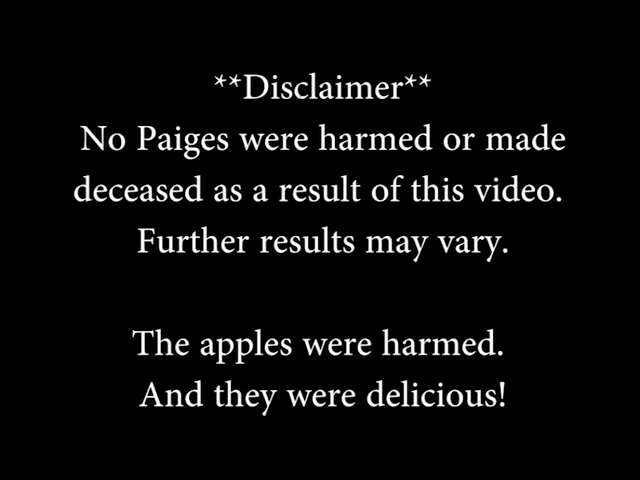 **Disclaimer**
No Paiges were harmed or made
deceased as a result of this video.
Further results may vary.
The apples were harmed.
And they were delicious!